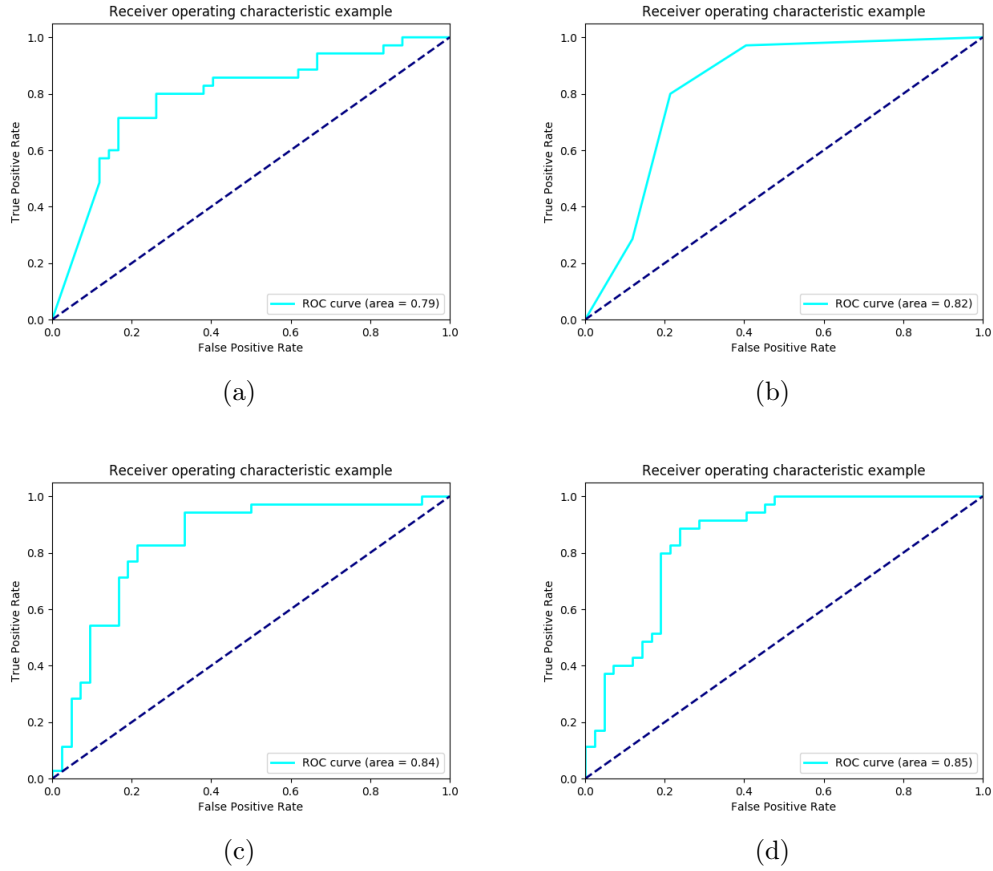 Receiver operating characteristic example
1.0
0.8
0.6
0.4
0.2
0.0
True Positive Rate
ROC curve (area = 0.79)
0.0 0.2 0.4 0.6 0.8 1.0
False Positive Rate
(a)
Receiver operating characteristic example
1.0
0.8
0.6
0.4
0.2
0.0
True Positive Rate
ROC curve (area = 0.82)
0.0 0.2 0.4 0.6 0.8 1.0
False Positive Rate
(b)
Receiver operating characteristic example
1.0
0.8
0.6
0.4
0.2
0.0
True Positive Rate
ROC curve (area = 0.84)
0.0 0.2 0.4 0.6 0.8 1.0
False Positive Rate
(c)
Receiver operating characteristic example
1.0
0.8
0.6
0.4
0.2
0.0
True Positive Rate
ROC curve (area = 0.85)
0.0 0.2 0.4 0.6 0.8 1.0
False Positive Rate
(d)